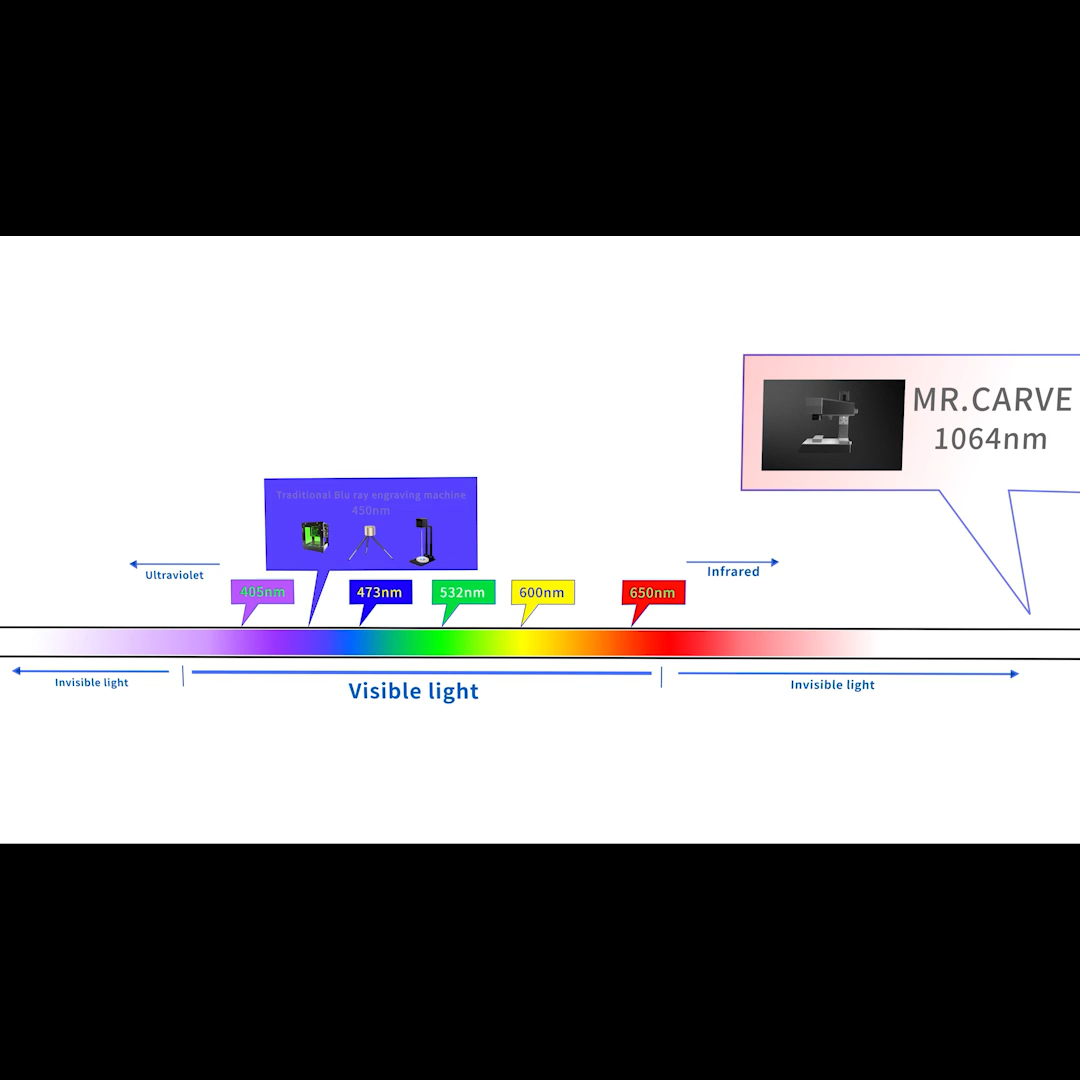 MR.CARVE
1064nm
Traditional Blu ray engraving machine
450nm
Ultraviolet
Infrared
405nm
473nm
532nm
600nm
650nm
Invisible light
Visible light
Invisible light